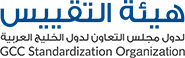 هيئة التقييس
لدول مجلس التعاون لدول الخليج العربية
GCC Standardization Organization